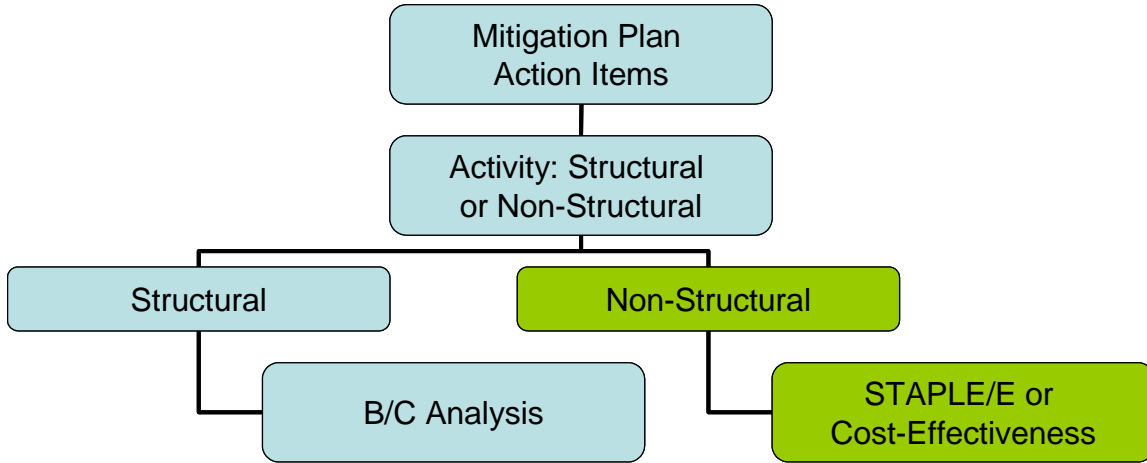 Mitigation Plan
Action Items
Activity: Structural
or Non-Structural
Structural
Non-Structural
B/C Analysis
STAPLE/E or
Cost-Effectiveness